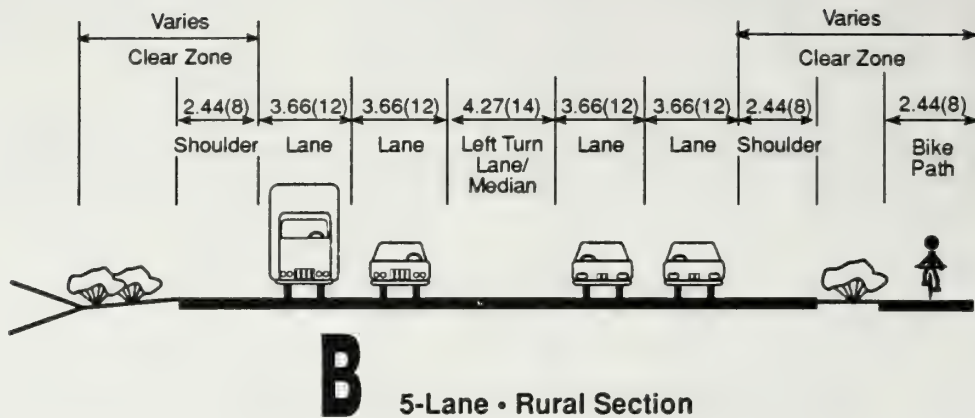 Varies
Varies
Clear Zone
Clear Zone
2.44(8) 3.66(12) 3.66(12) 4.27(14) 3.66(12) 3.66(12) 2.44(8) 2.44(8)
Shoulder Lane Lane Left Turn Lane Lane Shoulder Bike
Lane/ Path
Median
B 5-Lane • Rural Section